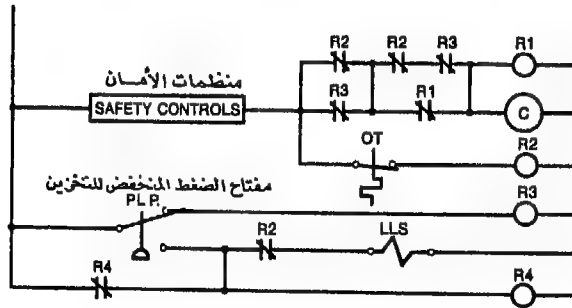 R2 R2 R3 R1
منظمات الأمان
SAFETY CONTROLS
R3 R1 C
OT R2
مفتاح الضغط المنخفض للتخزين
P.L.P. R3
R2 LLS
R4 R4